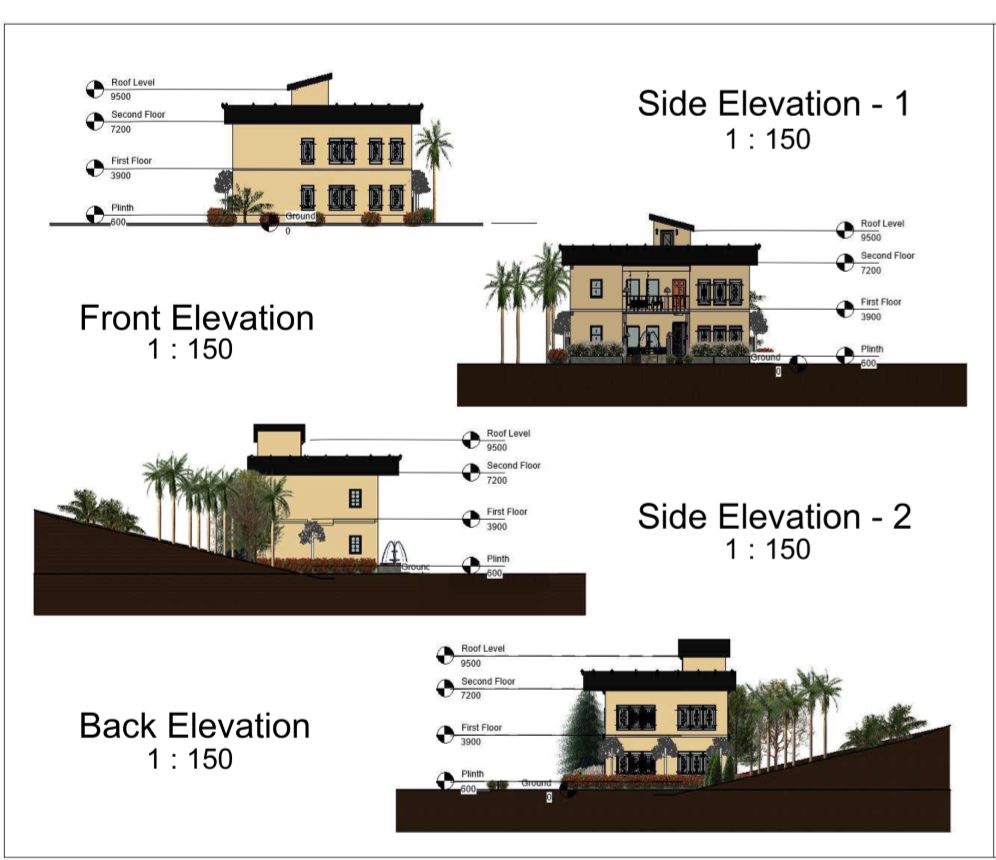 Roof Level
9500
Second Floor
7200
First Floor
3900
Plinth
600
Ground
0
Side Elevation - 1
1 : 150
Front Elevation
1 : 150
Roof Level
9500
Second Floor
7200
First Floor
3900
Plinth
600
Ground
0
Roof Level
9500
Second Floor
7200
First Floor
3900
Plinth
600
Ground
Side Elevation - 2
1 : 150
Back Elevation
1 : 150
Roof Level
9500
Second Floor
7200
First Floor
3900
Plinth
600
Ground
0